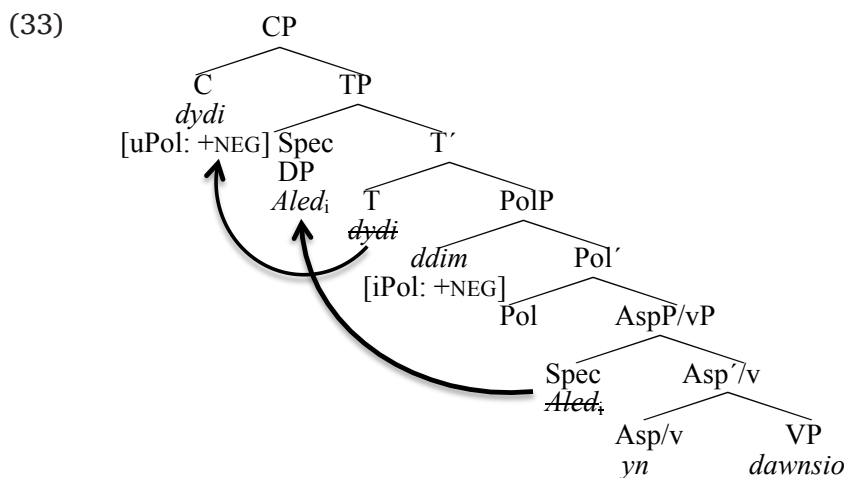 (33)
CP
C TP
dydi
[uPol: +NEG] Spec T´
DP
Aledi T PolP
dydi
ddim Pol´
[iPol: +NEG]
Pol AspP/vP
Spec Asp´/v
Aledi
Asp/v VP
yn dawnsio